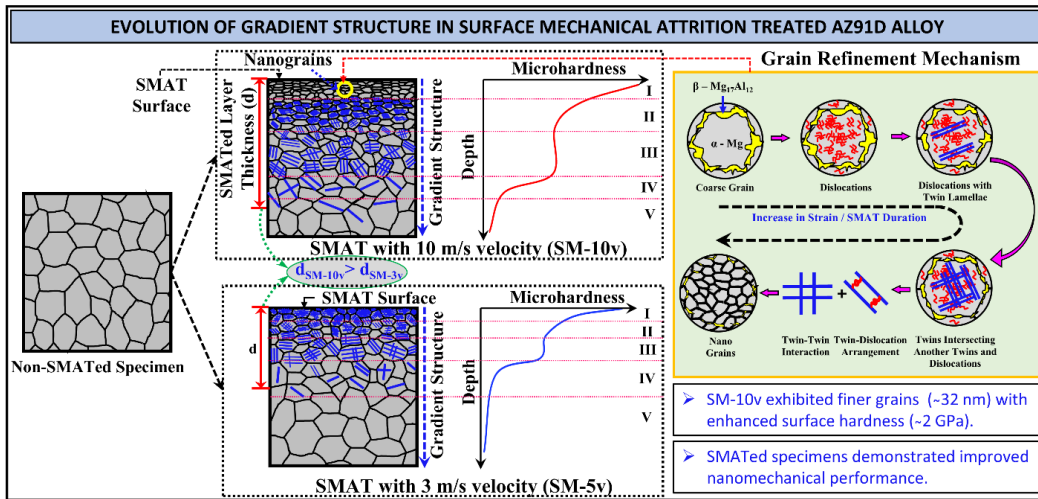 EVOLUTION OF GRADIENT STRUCTURE IN SURFACE MECHANICAL ATTRITION TREATED AZ91D ALLOY
Non-SMATed Specimen
SMAT
Surface
Nanograins
SMATed Layer
Thickness (d)
Gradient Structure
Depth
Microhardness
I
II
III
IV
V
SMAT with 10 m/s velocity (SM-10v)
d_SM-10v > d_SM-3v
SMAT Surface
d
Gradient Structure
Depth
Microhardness
I
II
III
IV
V
SMAT with 3 m/s velocity (SM-5v)
Grain Refinement Mechanism
β – Mg₁₇Al₁₂
α - Mg
Coarse Grain
Dislocations
Dislocations with
Twin Lamellae
Increase in Strain / SMAT Duration
Nano
Grains
Twin-Twin
Interaction
+
Twin-Dislocation
Arrangement
Twins Intersecting
Another Twins and
Dislocations
➢ SM-10v exhibited finer grains (~32 nm) with
enhanced surface hardness (~2 GPa).
➢ SMATed specimens demonstrated improved
nanomechanical performance.